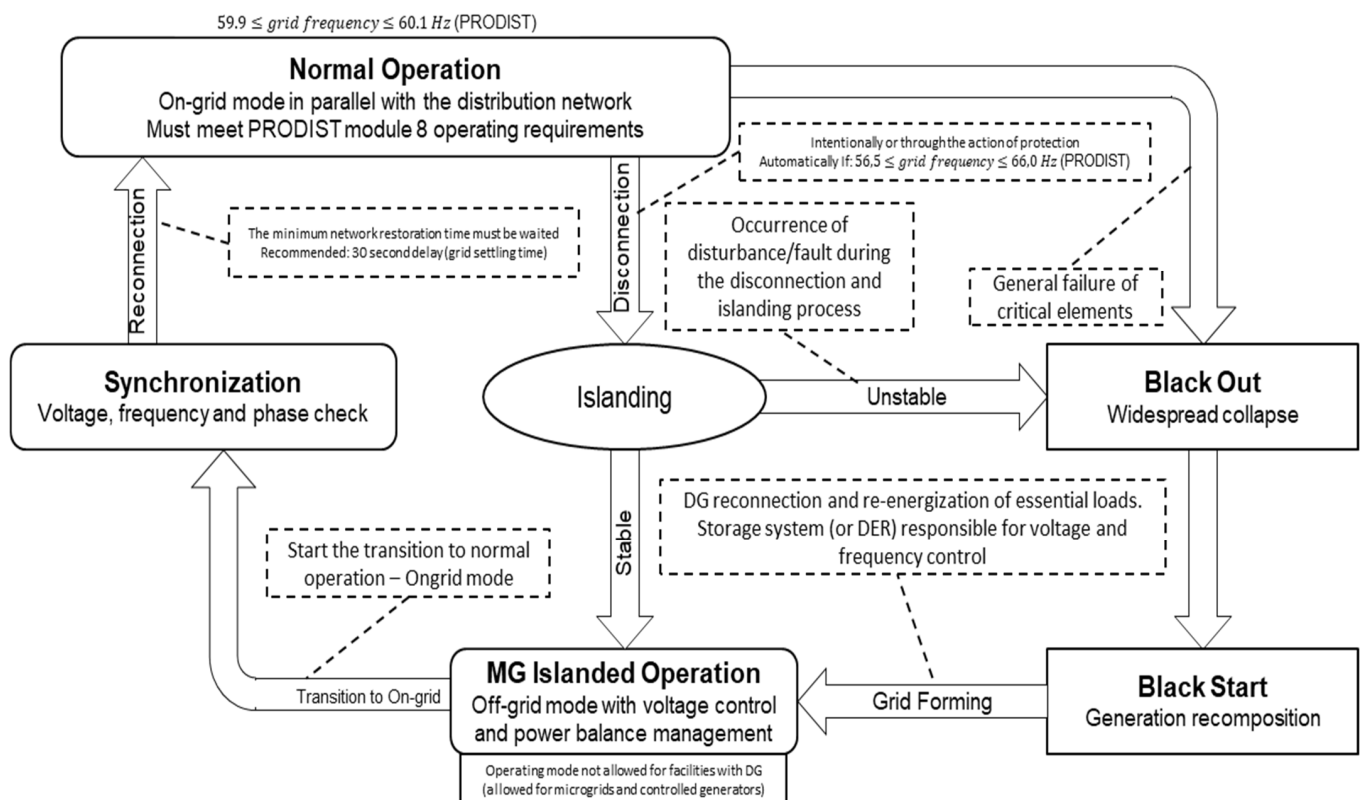 59.9 ≤ grid frequency ≤ 60.1 Hz (PRODIST)
Normal Operation
On-grid mode in parallel with the distribution network
Must meet PRODIST module 8 operating requirements
Intentionally or through the action of protection
Automatically If: 56,5 ≤ grid frequency ≤ 66,0 Hz (PRODIST)
Reconnection
The minimum network restoration time must be waited
Recommended: 30 second delay (grid settling time)
Disconnection
Occurrence of
disturbance/fault during
the disconnection and
islanding process
General failure of
critical elements
Synchronization
Voltage, frequency and phase check
Islanding
Unstable
Black Out
Widespread collapse
Start the transition to normal
operation – Ongrid mode
Stable
DG reconnection and re-energization of essential loads.
Storage system (or DER) responsible for voltage and
frequency control
Transition to On-grid
MG Islanded Operation
Off-grid mode with voltage control
and power balance management
Operating mode not allowed for facilities with DG
(allowed for microgrids and controlled generators)
Grid Forming
Black Start
Generation recomposition